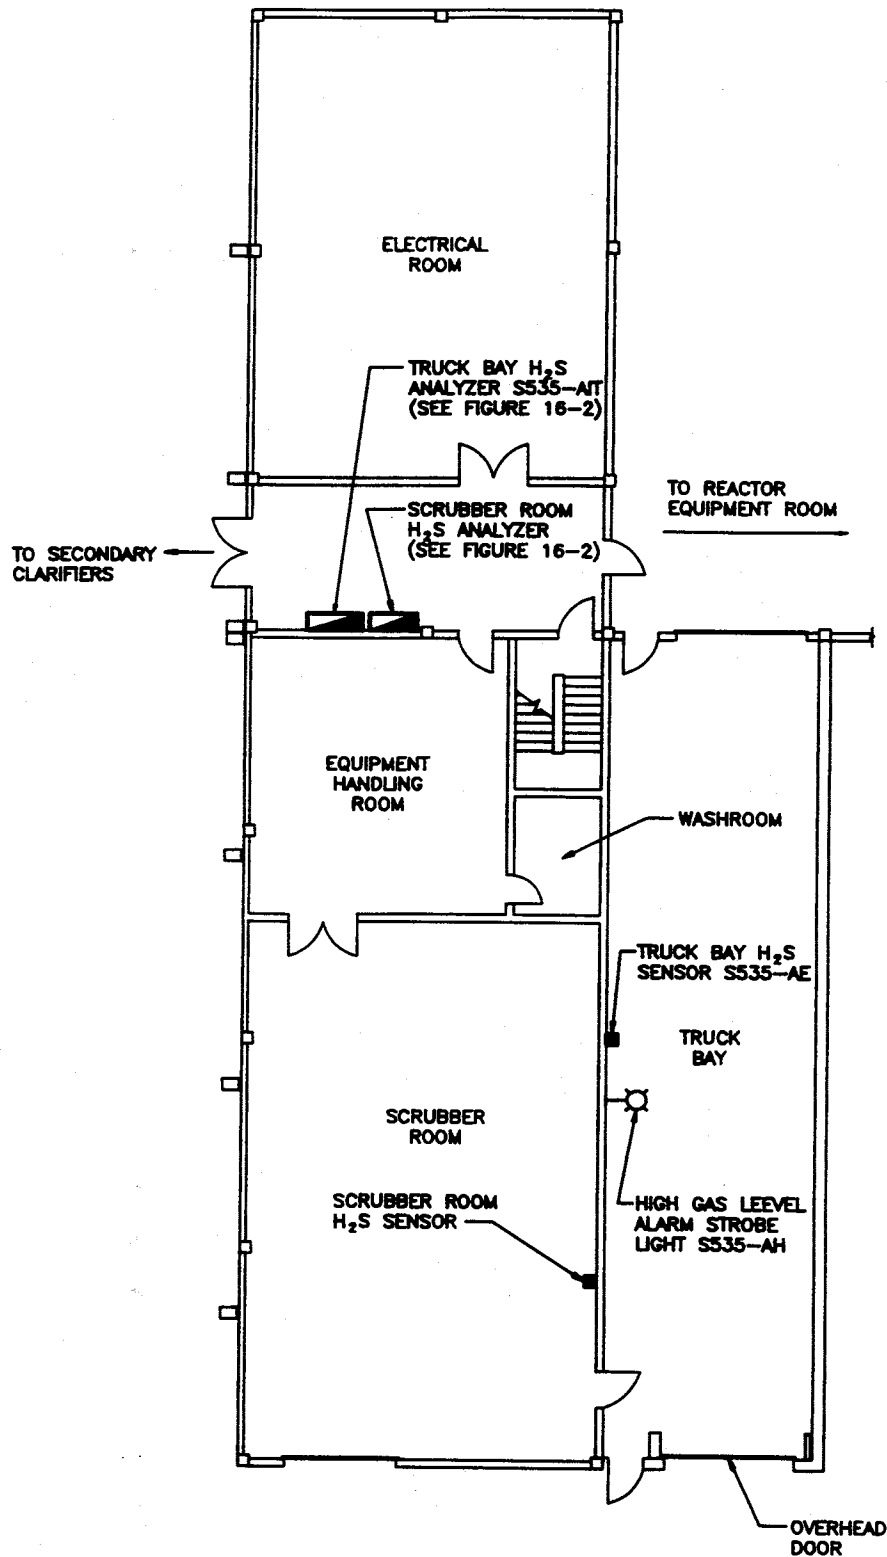 ELECTRICAL
ROOM
TRUCK BAY H₂S
ANALYZER S535-AIT
(SEE FIGURE 16-2)
SCRUBBER ROOM
H₂S ANALYZER
(SEE FIGURE 16-2)
TO REACTOR
EQUIPMENT ROOM
TO SECONDARY
CLARIFIERS
EQUIPMENT
HANDLING
ROOM
WASHROOM
TRUCK BAY H₂S
SENSOR S535-AE
TRUCK
BAY
SCRUBBER
ROOM
SCRUBBER ROOM
H₂S SENSOR
HIGH GAS LEEVEL
ALARM STROBE
LIGHT S535-AH
OVERHEAD
DOOR